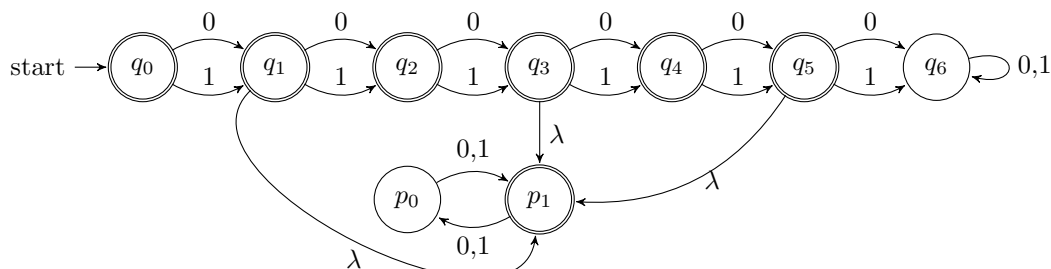 0 0 0 0 0 0
start q₀ q₁ q₂ q₃ q₄ q₅ q₆ 0,1
1 1 1 1 1 1
λ
0,1
p₀ p₁ λ
0,1
λ